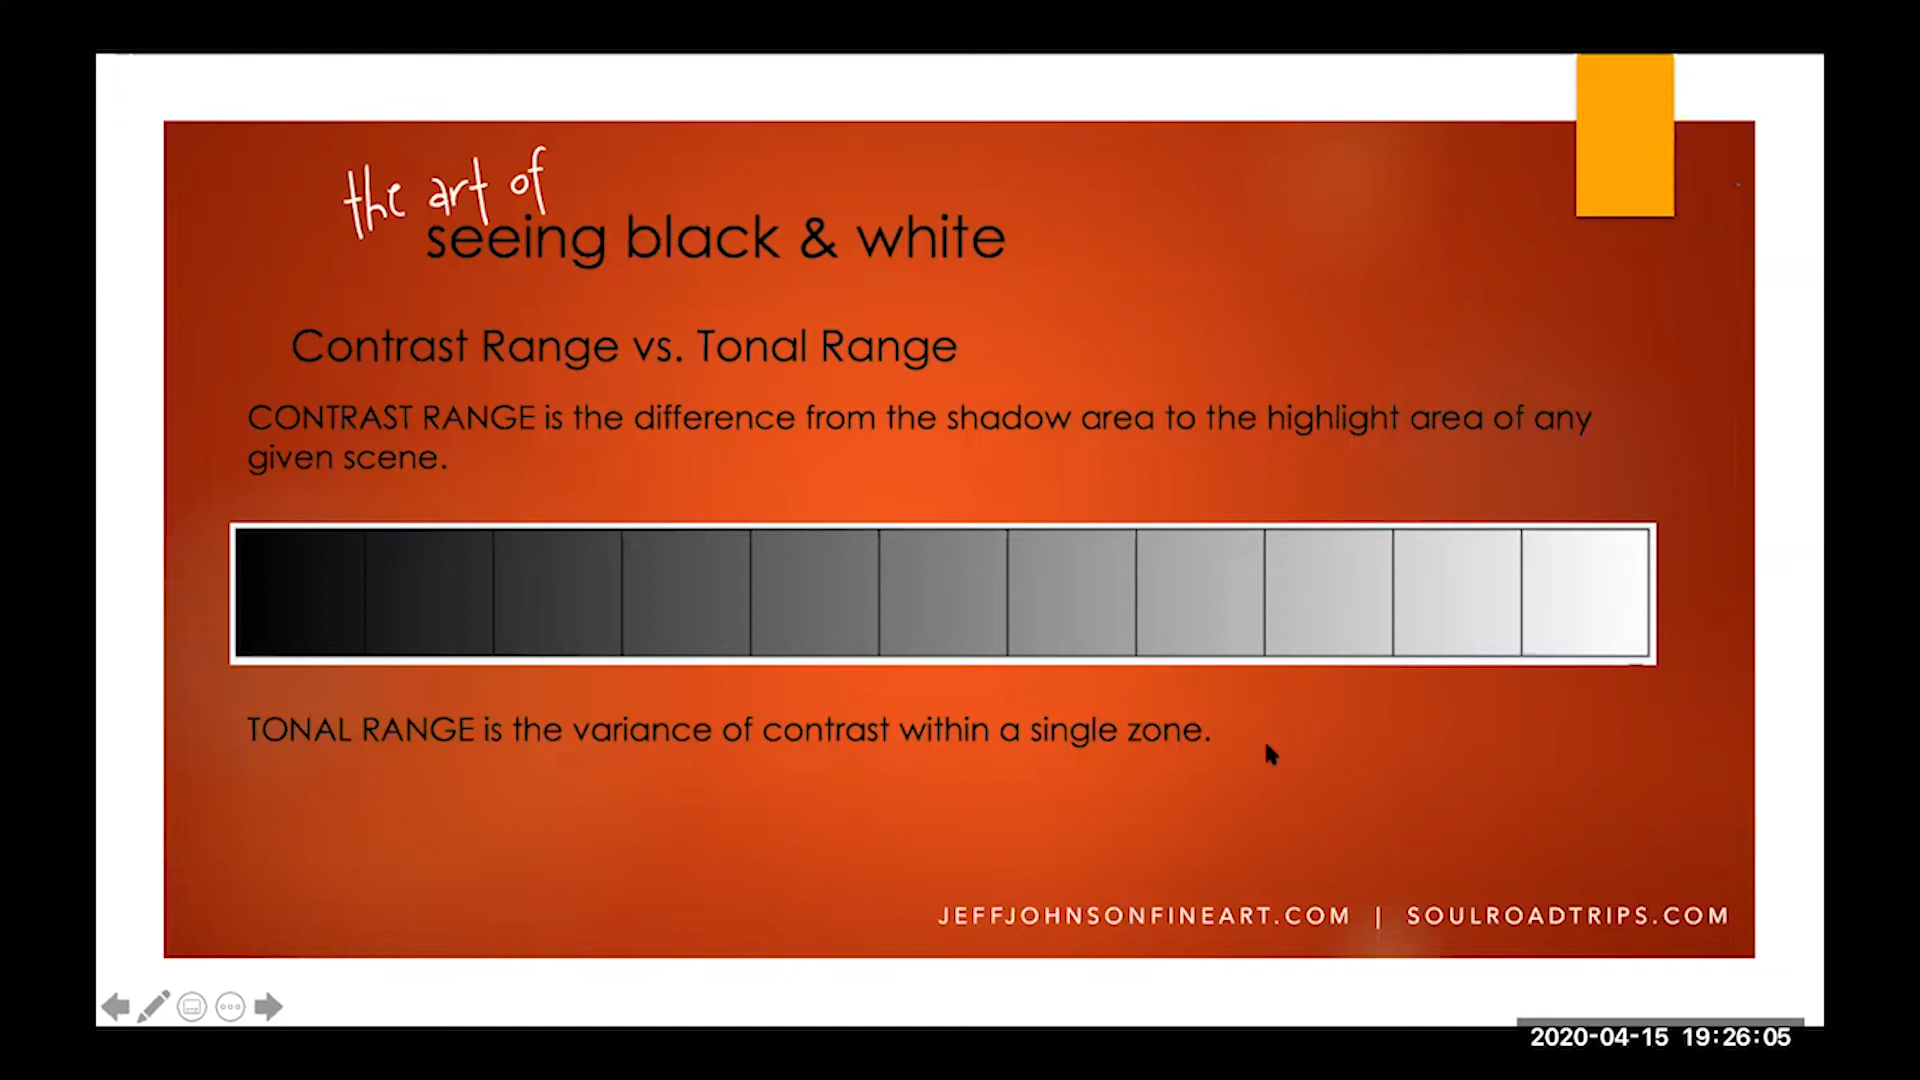 the art of
seeing black & white
Contrast Range vs. Tonal Range
CONTRAST RANGE is the difference from the shadow area to the highlight area of any
given scene.
TONAL RANGE is the variance of contrast within a single zone.
JEFFJOHNSONFINEART.COM | SOULROADTRIPS.COM
2020-04-15 19:26:05